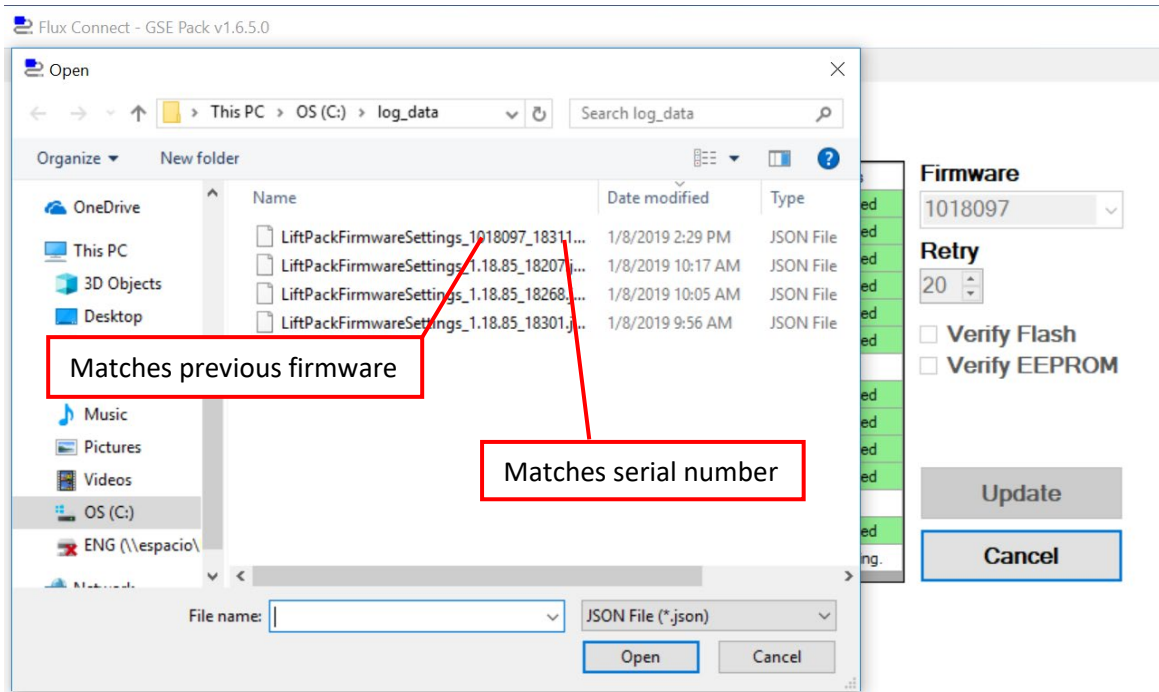 Flux Connect - GSE Pack v1.6.5.0
Open
This PC > OS (C:) > log_data
Search log_data
Organize
New folder
Name
Date modified
Type
OneDrive
This PC
3D Objects
Desktop
Music
Pictures
Videos
OS (C:)
ENG (\\espacio\
LiftPackFirmwareSettings_1018097_18311... 1/8/2019 2:29 PM JSON File
LiftPackFirmwareSettings_1.18.85_18207.j... 1/8/2019 10:17 AM JSON File
LiftPackFirmwareSettings_1.18.85_18268.j... 1/8/2019 10:05 AM JSON File
LiftPackFirmwareSettings_1.18.85_18301.j... 1/8/2019 9:56 AM JSON File
Matches previous firmware
Matches serial number
File name:
JSON File (*.json)
Open
Cancel
Firmware
1018097
Retry
20
Verify Flash
Verify EEPROM
Update
Cancel